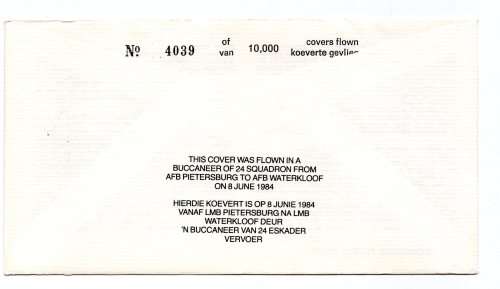 of covers flown
No 4039 10,000
van koeverte gevlieg
THIS COVER WAS FLOWN IN A
BUCCANEER OF 24 SQUADRON FROM
AFB PIETERSBURG TO AFB WATERKLOOF
ON 8 JUNE 1984
HIERDIE KOEVERT IS OP 8 JUNIE 1984
VANAF LMB PIETERSBURG NA LMB
WATERKLOOF DEUR
'N BUCCANEER VAN 24 ESKADER
VERVOER